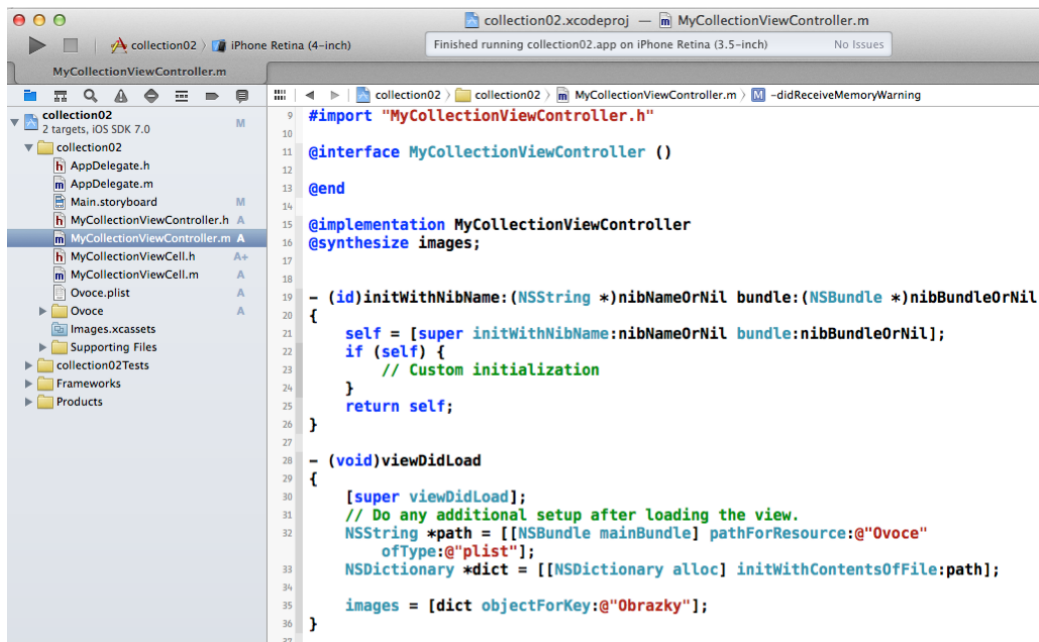 collection02.xcodeproj — MyCollectionViewController.m
collection02 〉 iPhone Retina (4-inch)
Finished running collection02.app on iPhone Retina (3.5-inch) No Issues
MyCollectionViewController.m
collection02 〉 collection02 〉 MyCollectionViewController.m 〉 M -didReceiveMemoryWarning
collection02 M
2 targets, iOS SDK 7.0
collection02
h AppDelegate.h
m AppDelegate.m
Main.storyboard M
h MyCollectionViewController.h A
m MyCollectionViewController.m A
h MyCollectionViewCell.h A+
m MyCollectionViewCell.m A
Ovoce.plist A
Ovoce A
Images.xcassets
Supporting Files
collection02Tests
Frameworks
Products
9 #import "MyCollectionViewController.h"
10
11 @interface MyCollectionViewController ()
12
13 @end
14
15 @implementation MyCollectionViewController
16 @synthesize images;
17
18
19 - (id)initWithNibName:(NSString *)nibNameOrNil bundle:(NSBundle *)nibBundleOrNil
20 {
21 self = [super initWithNibName:nibNameOrNil bundle:nibBundleOrNil];
22 if (self) {
23 // Custom initialization
24 }
25 return self;
26 }
27
28 - (void)viewDidLoad
29 {
30 [super viewDidLoad];
31 // Do any additional setup after loading the view.
32 NSString *path = [[NSBundle mainBundle] pathForResource:@"Ovoce"
ofType:@"plist"];
33 NSDictionary *dict = [[NSDictionary alloc] initWithContentsOfFile:path];
34
35 images = [dict objectForKey:@"Obrazky"];
36 }
37